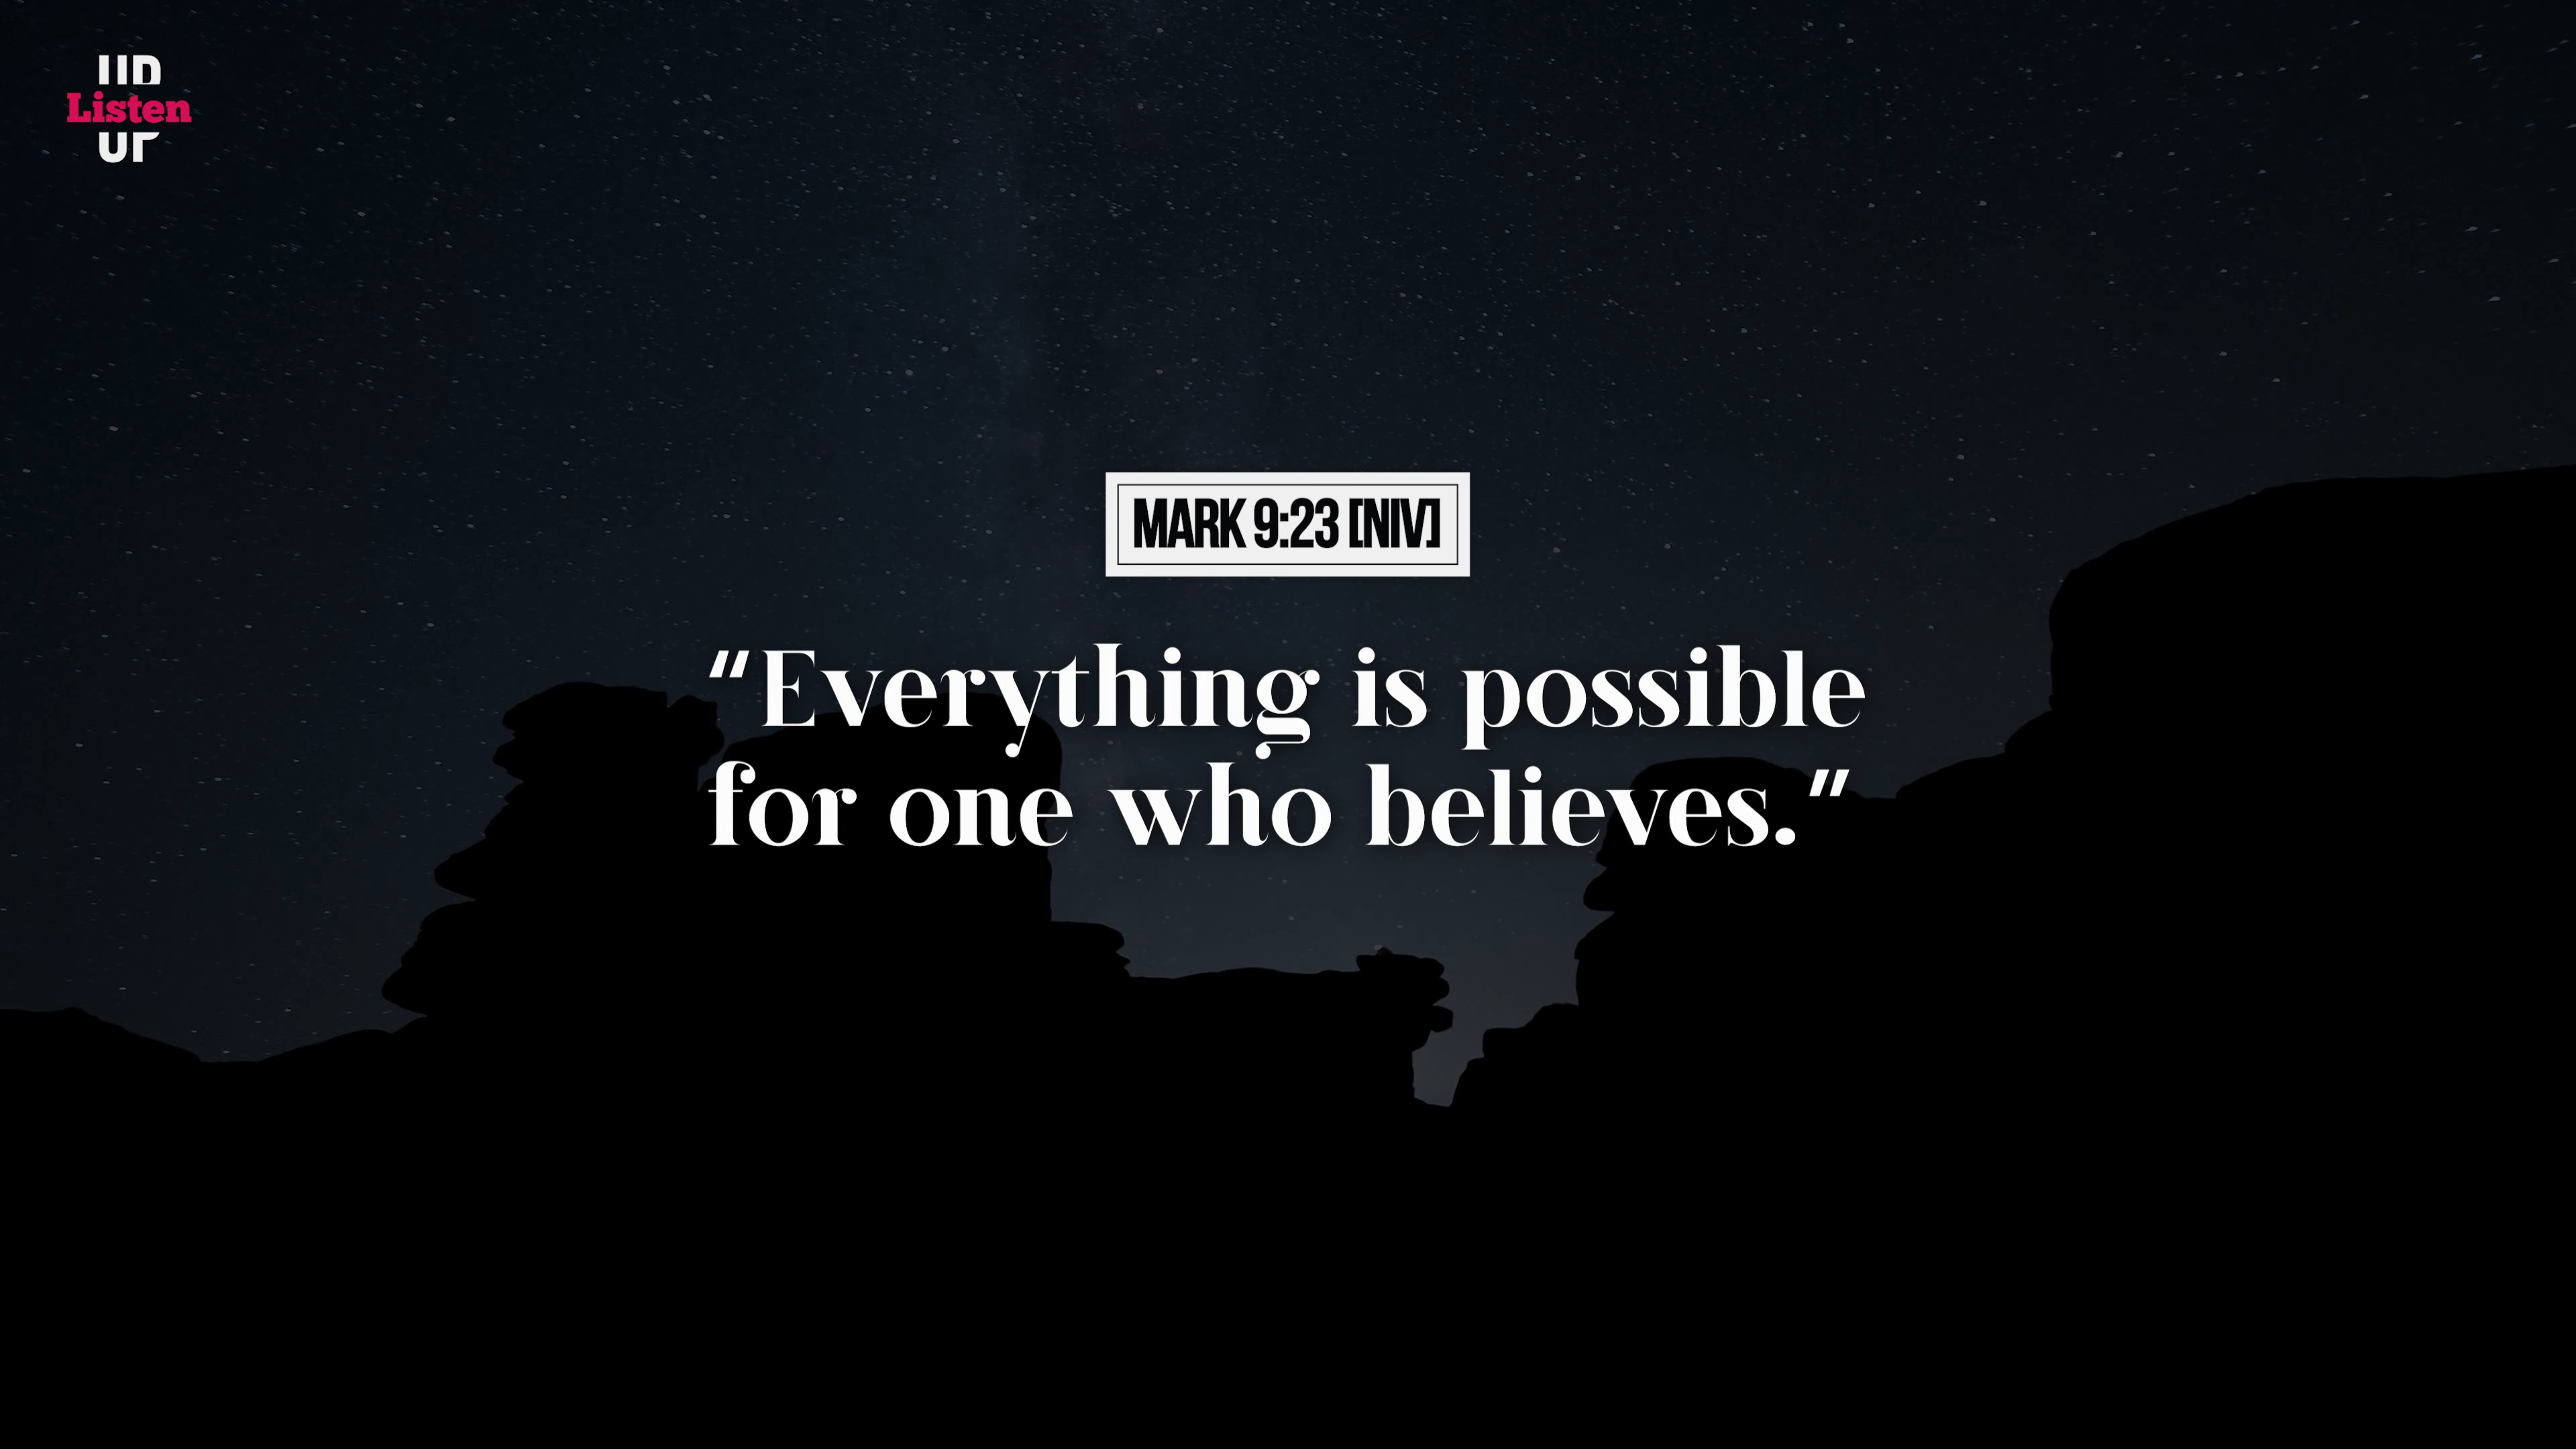 UP
Listen
UP
MARK 9:23 [NIV]
“Everything is possible
for one who believes.”